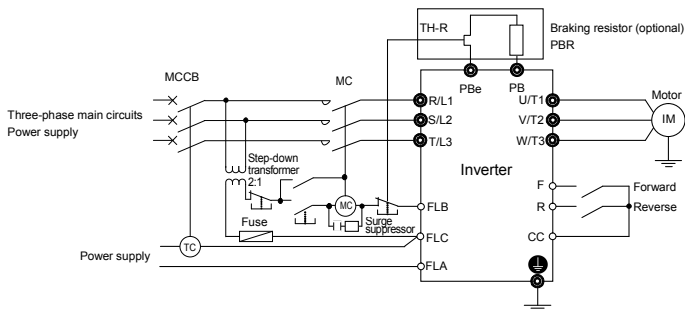 TH-R
Braking resistor (optional)
PBR
MCCB
MC
PBe
PB
Motor
Three-phase main circuits
Power supply
R/L1
S/L2
T/L3
U/T1
V/T2
W/T3
IM
Step-down
transformer
2:1
Inverter
MC
Surge
suppressor
Fuse
FLB
FLC
FLA
F
R
CC
Forward
Reverse
TC
Power supply